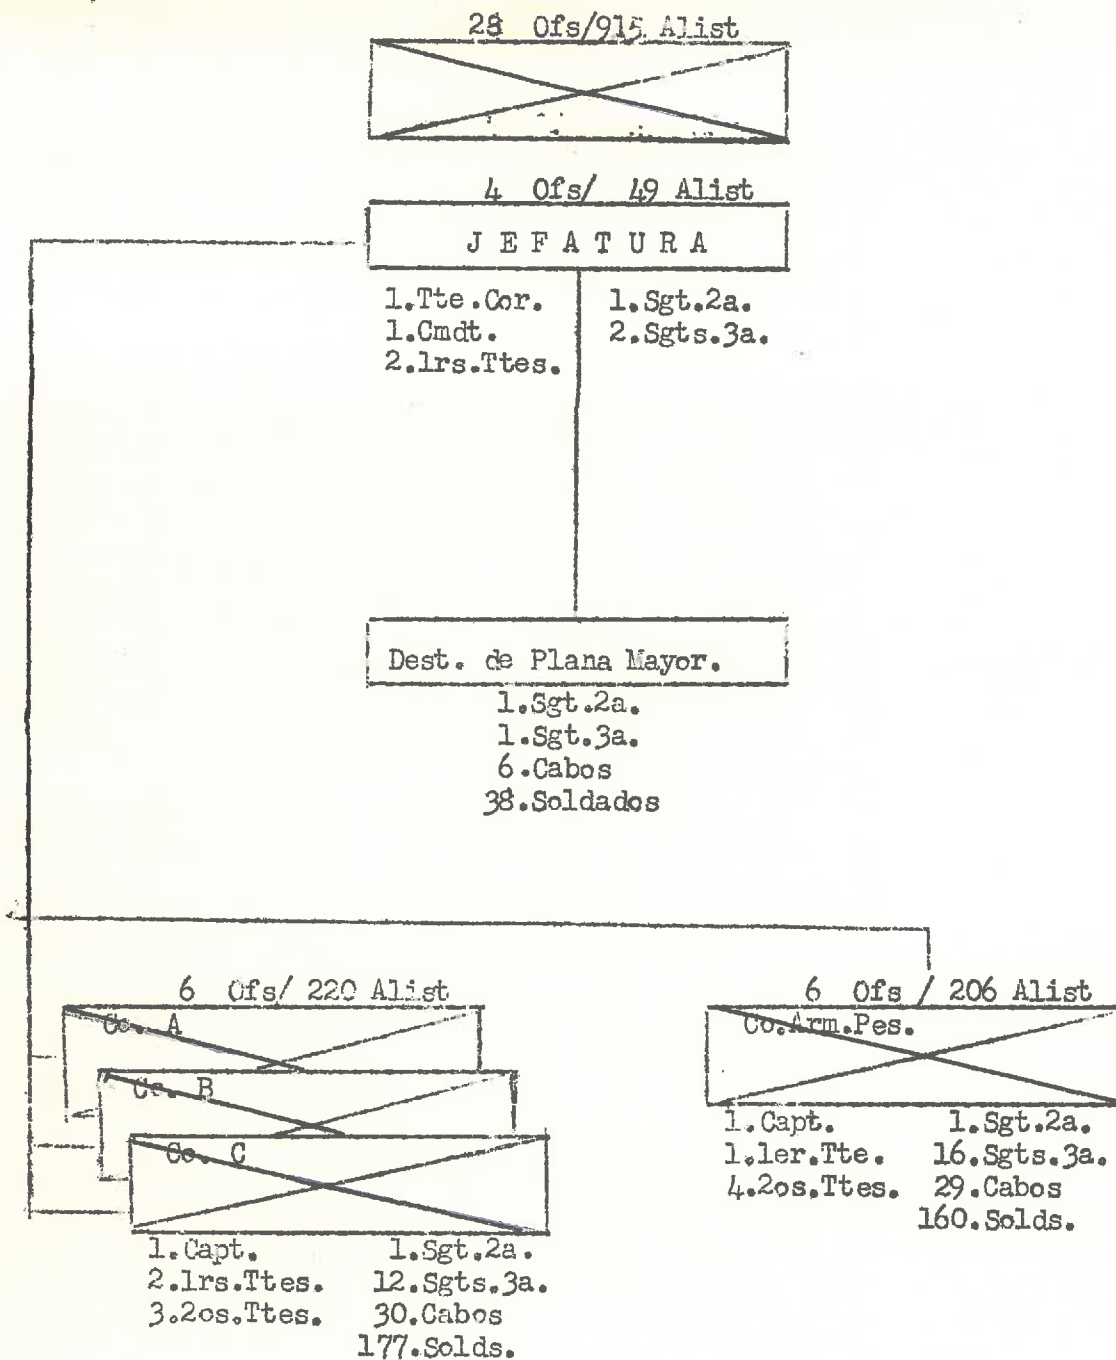 28 Ofs/915 Alist
4 Ofs/ 49 Alist
J E F A T U R A
1.Tte.Cor.
1.Cmdt.
2.1rs.Ttes.
1.Sgt.2a.
2.Sgts.3a.
Dest. de Plana Mayor.
1.Sgt.2a.
1.Sgt.3a.
6.Cabos
38.Soldados
6 Ofs/ 220 Alist
Co. A
Co. B
Co. C
1.Capt.
2.1rs.Ttes.
3.2os.Ttes.
1.Sgt.2a.
12.Sgts.3a.
30.Cabos
177.Solds.
6 Ofs / 206 Alist
Co.Arm.Pes.
1.Capt.
1.1er.Tte.
4.2os.Ttes.
1.Sgt.2a.
16.Sgts.3a.
29.Cabos
160.Solds.